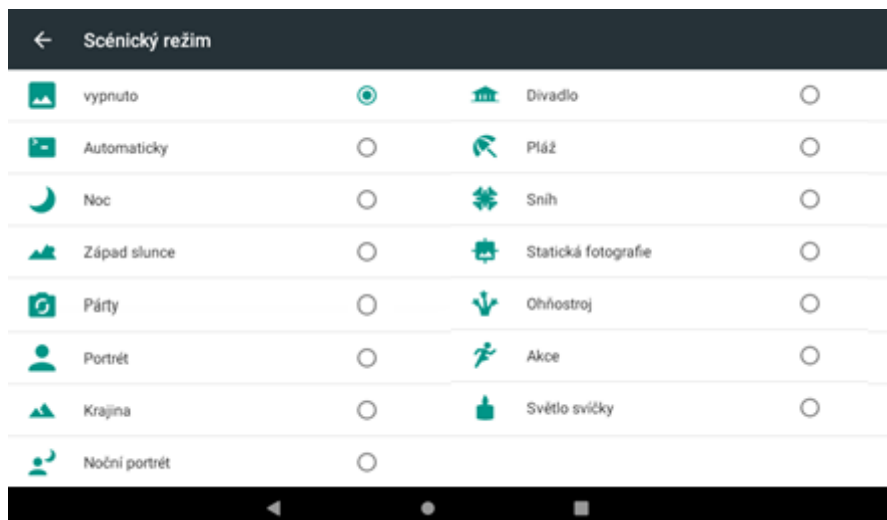 Scénický režim
vypnuto
Automaticky
Noc
Západ slunce
Párty
Portrét
Krajina
Noční portrét
Divadlo
Pláž
Sníh
Statická fotografie
Ohňostroj
Akce
Světlo svíčky